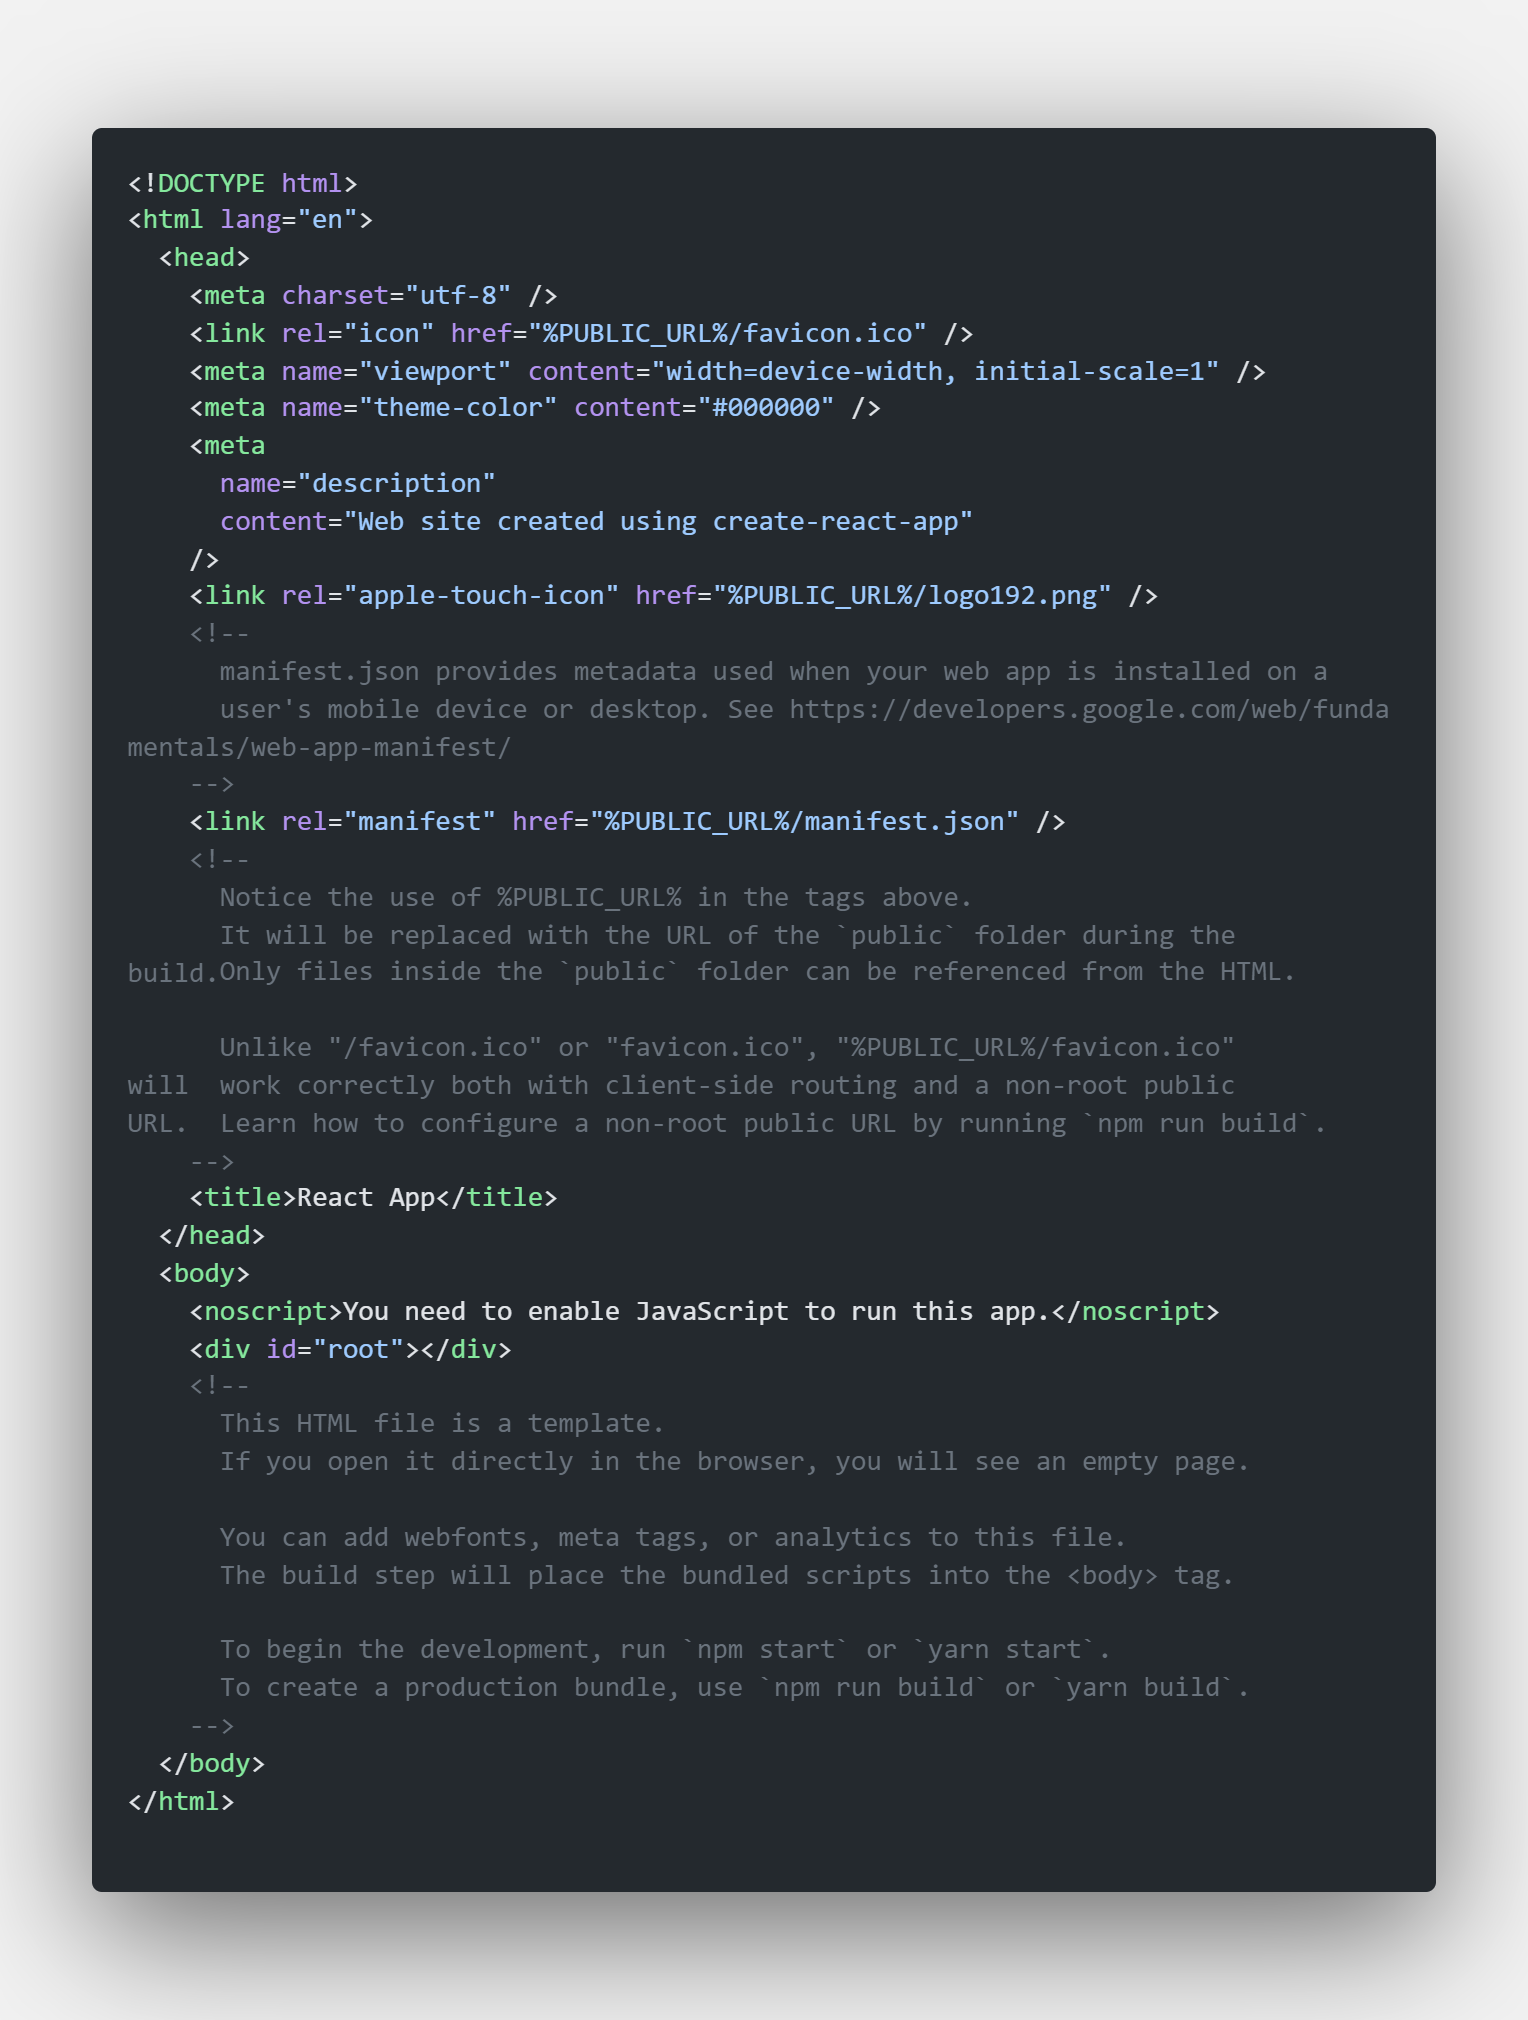 <!DOCTYPE html>
<html lang="en">
  <head>
    <meta charset="utf-8" />
    <link rel="icon" href="%PUBLIC_URL%/favicon.ico" />
    <meta name="viewport" content="width=device-width, initial-scale=1" />
    <meta name="theme-color" content="#000000" />
    <meta
      name="description"
      content="Web site created using create-react-app"
    />
    <link rel="apple-touch-icon" href="%PUBLIC_URL%/logo192.png" />
    <!--
      manifest.json provides metadata used when your web app is installed on a
      user's mobile device or desktop. See https://developers.google.com/web/funda
mentals/web-app-manifest/
    -->
    <link rel="manifest" href="%PUBLIC_URL%/manifest.json" />
    <!--
      Notice the use of %PUBLIC_URL% in the tags above.
      It will be replaced with the URL of the `public` folder during the
build.Only files inside the `public` folder can be referenced from the HTML.

      Unlike "/favicon.ico" or "favicon.ico", "%PUBLIC_URL%/favicon.ico"
will  work correctly both with client-side routing and a non-root public
URL.  Learn how to configure a non-root public URL by running `npm run build`.
    -->
    <title>React App</title>
  </head>
  <body>
    <noscript>You need to enable JavaScript to run this app.</noscript>
    <div id="root"></div>
    <!--
      This HTML file is a template.
      If you open it directly in the browser, you will see an empty page.

      You can add webfonts, meta tags, or analytics to this file.
      The build step will place the bundled scripts into the <body> tag.

      To begin the development, run `npm start` or `yarn start`.
      To create a production bundle, use `npm run build` or `yarn build`.
    -->
  </body>
</html>